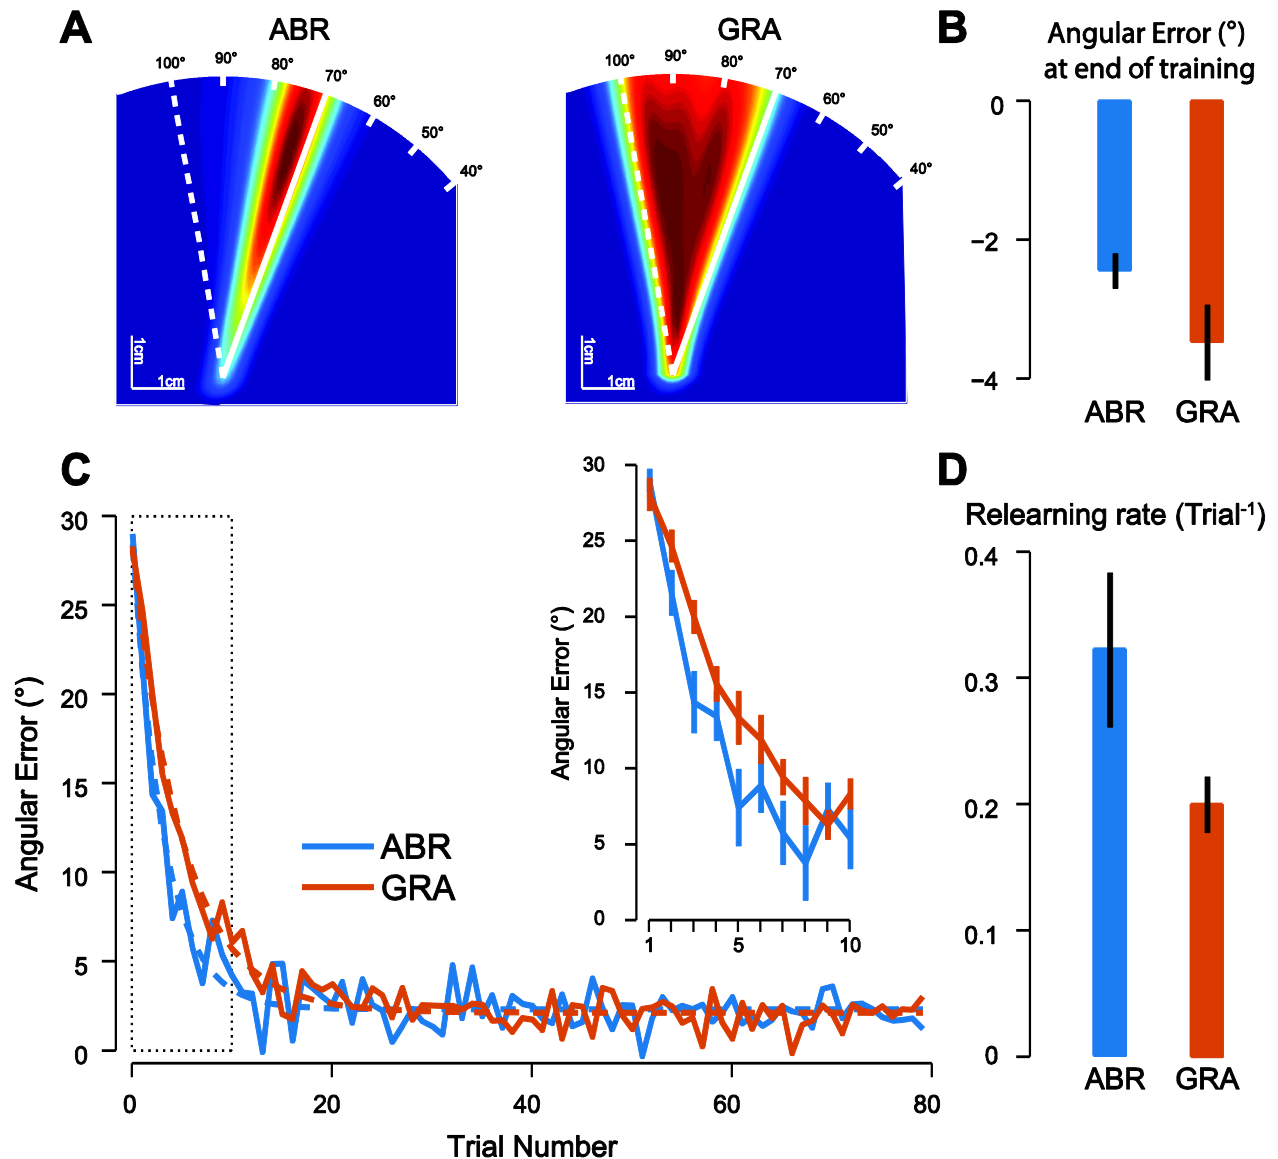 A
ABR
100° 90° 80° 70° 60° 50° 40°
1cm
1cm
GRA
100° 90° 80° 70° 60° 50° 40°
1cm
1cm
B
Angular Error (°)
at end of training
0
−2
−4
ABR GRA
C
30
25
20
15
10
5
0
Angular Error (°)
0 20 40 60 80
Trial Number
ABR
GRA
30
25
20
15
10
5
0
Angular Error (°)
1 5 10
D
Relearning rate (Trial-1)
0.4
0.3
0.2
0.1
0
ABR GRA